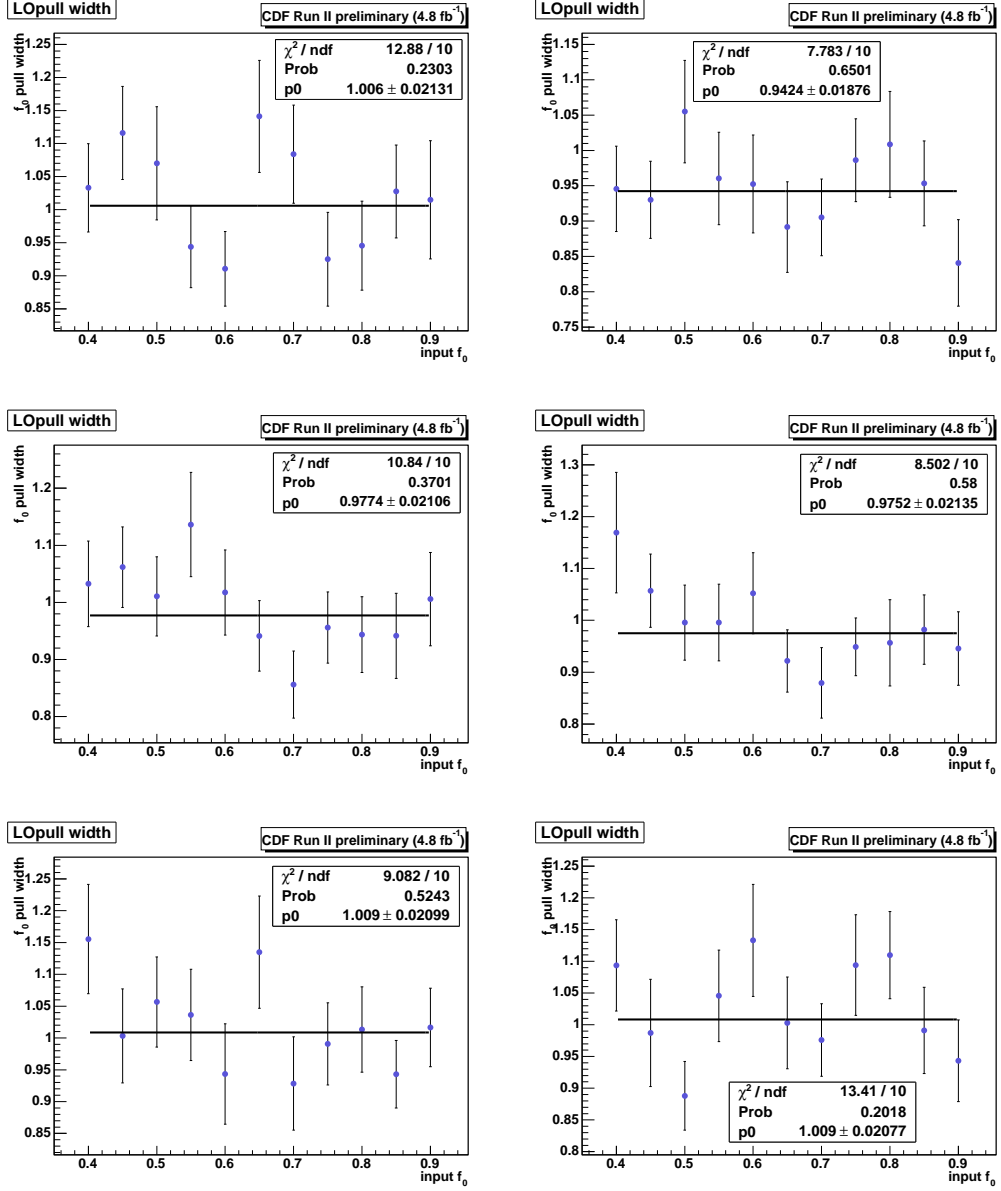 LOpull width
CDF Run II preliminary (4.8 fb-1)
χ2 / ndf 12.88 / 10
Prob 0.2303
p0 1.006 ± 0.02131
f0 pull width
1.25
1.2
1.15
1.1
1.05
1
0.95
0.9
0.85
0.4 0.5 0.6 0.7 0.8 0.9
input f0
LOpull width
CDF Run II preliminary (4.8 fb-1)
χ2 / ndf 7.783 / 10
Prob 0.6501
p0 0.9424 ± 0.01876
f0 pull width
1.15
1.1
1.05
1
0.95
0.9
0.85
0.8
0.75
0.4 0.5 0.6 0.7 0.8 0.9
input f0
LOpull width
CDF Run II preliminary (4.8 fb-1)
χ2 / ndf 10.84 / 10
Prob 0.3701
p0 0.9774 ± 0.02106
f0 pull width
1.2
1.1
1
0.9
0.8
0.4 0.5 0.6 0.7 0.8 0.9
input f0
LOpull width
CDF Run II preliminary (4.8 fb-1)
χ2 / ndf 8.502 / 10
Prob 0.58
p0 0.9752 ± 0.02135
f0 pull width
1.3
1.2
1.1
1
0.9
0.8
0.4 0.5 0.6 0.7 0.8 0.9
input f0
LOpull width
CDF Run II preliminary (4.8 fb-1)
χ2 / ndf 9.082 / 10
Prob 0.5243
p0 1.009 ± 0.02099
f0 pull width
1.25
1.2
1.15
1.1
1.05
1
0.95
0.9
0.85
0.4 0.5 0.6 0.7 0.8 0.9
input f0
LOpull width
CDF Run II preliminary (4.8 fb-1)
f0 pull width
1.25
1.2
1.15
1.1
1.05
1
0.95
0.9
0.85
0.8
χ2 / ndf 13.41 / 10
Prob 0.2018
p0 1.009 ± 0.02077
0.4 0.5 0.6 0.7 0.8 0.9
input f0